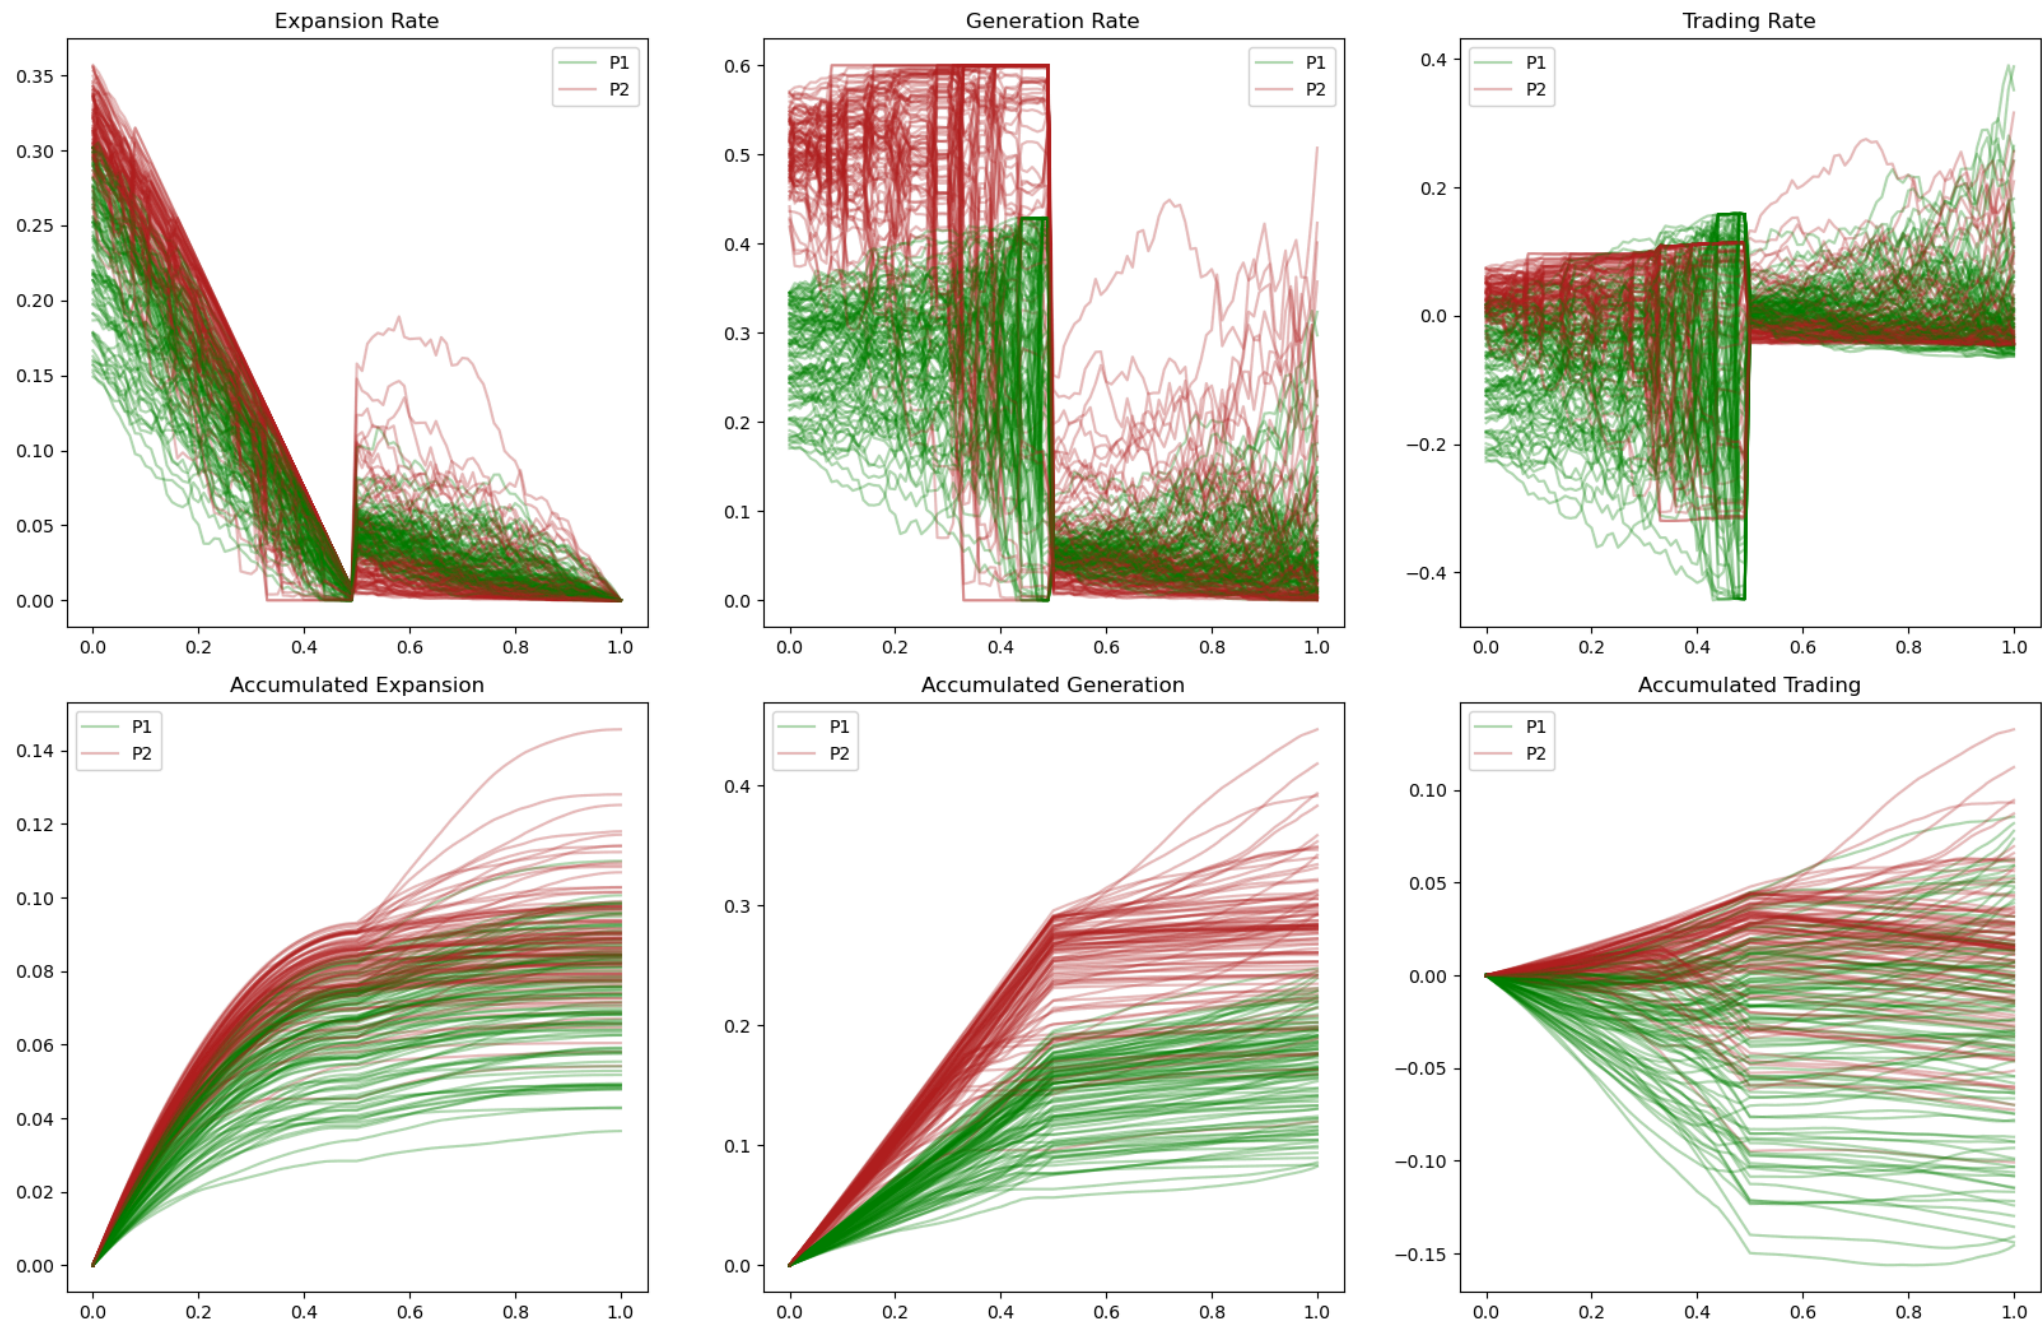 Expansion Rate
0.35
0.30
0.25
0.20
0.15
0.10
0.05
0.00
0.0 0.2 0.4 0.6 0.8 1.0
P1
P2
Generation Rate
0.6
0.5
0.4
0.3
0.2
0.1
0.0
0.0 0.2 0.4 0.6 0.8 1.0
P1
P2
Trading Rate
0.4
0.2
0.0
−0.2
−0.4
0.0 0.2 0.4 0.6 0.8 1.0
P1
P2
Accumulated Expansion
0.14
0.12
0.10
0.08
0.06
0.04
0.02
0.00
0.0 0.2 0.4 0.6 0.8 1.0
P1
P2
Accumulated Generation
0.4
0.3
0.2
0.1
0.0
0.0 0.2 0.4 0.6 0.8 1.0
P1
P2
Accumulated Trading
0.10
0.05
0.00
−0.05
−0.10
−0.15
0.0 0.2 0.4 0.6 0.8 1.0
P1
P2